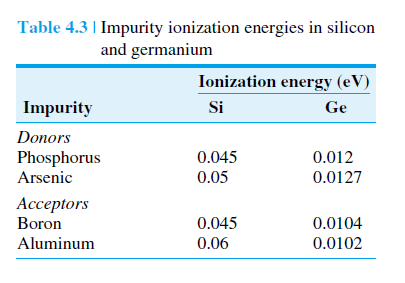 Table 4.3 | Impurity ionization energies in silicon
and germanium
Ionization energy (eV)
Impurity Si Ge
Donors
Phosphorus 0.045 0.012
Arsenic 0.05 0.0127
Acceptors
Boron 0.045 0.0104
Aluminum 0.06 0.0102